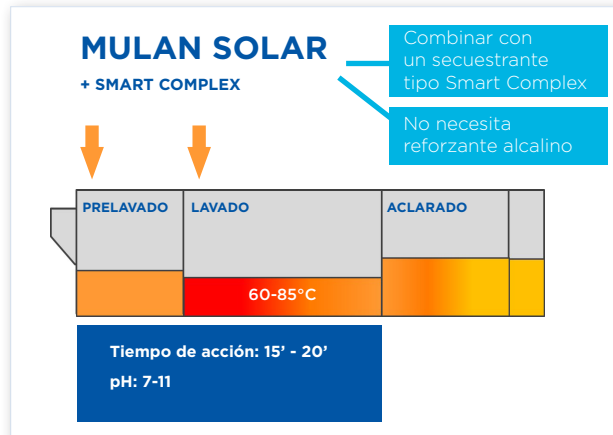 MULAN SOLAR
+ SMART COMPLEX
Combinar con
un secuestrante
tipo Smart Complex
No necesita
reforzante alcalino
PRELAVADO
LAVADO
ACLARADO
60-85°C
Tiempo de acción: 15’ - 20’
pH: 7-11